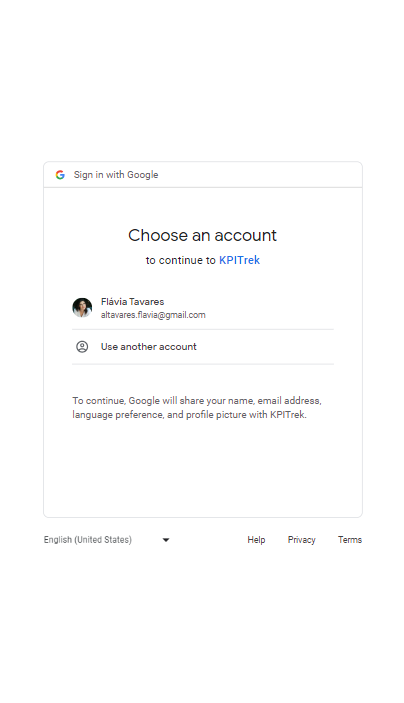 Sign in with Google
Choose an account
to continue to KPITrek
Flávia Tavares
altavares.flavia@gmail.com
Use another account
To continue, Google will share your name, email address,
language preference, and profile picture with KPITrek.
English (United States)
Help Privacy Terms